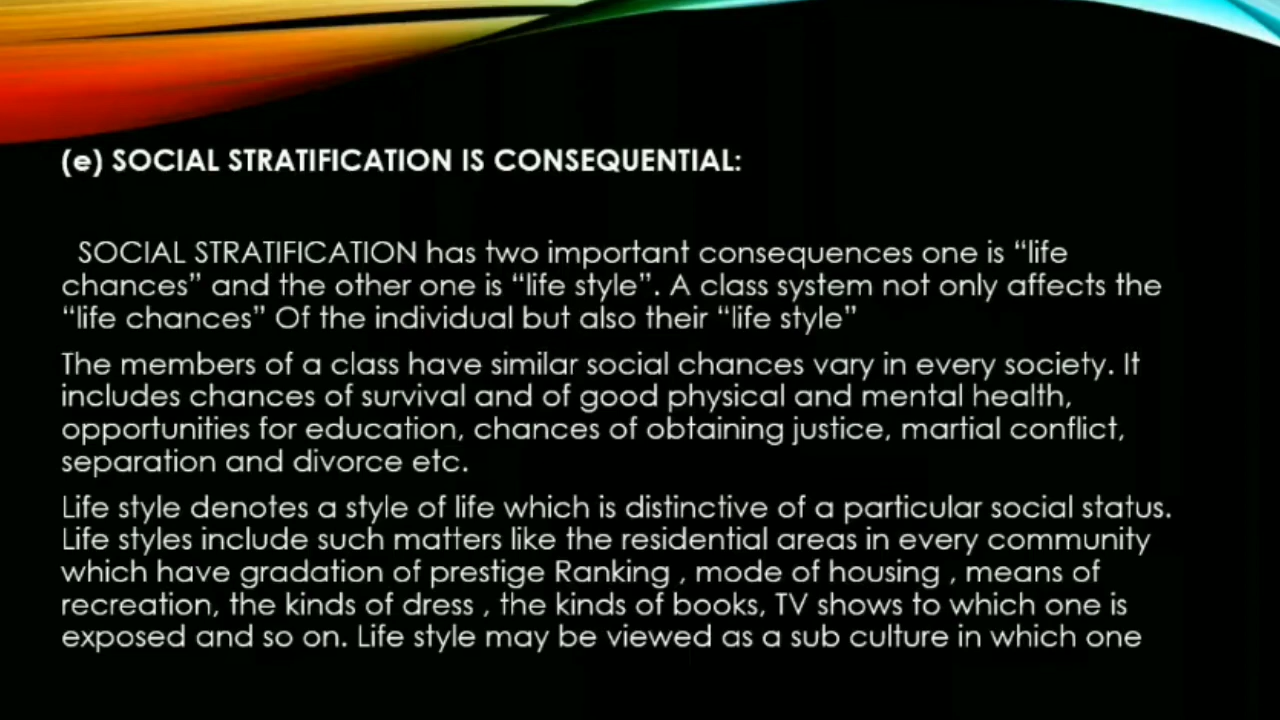 (e) SOCIAL STRATIFICATION IS CONSEQUENTIAL:
SOCIAL STRATIFICATION has two important consequences one is “life
chances” and the other one is “life style”. A class system not only affects the
“life chances” Of the individual but also their “life style”
The members of a class have similar social chances vary in every society. It
includes chances of survival and of good physical and mental health,
opportunities for education, chances of obtaining justice, martial conflict,
separation and divorce etc.
Life style denotes a style of life which is distinctive of a particular social status.
Life styles include such matters like the residential areas in every community
which have gradation of prestige Ranking , mode of housing , means of
recreation, the kinds of dress , the kinds of books, TV shows to which one is
exposed and so on. Life style may be viewed as a sub culture in which one